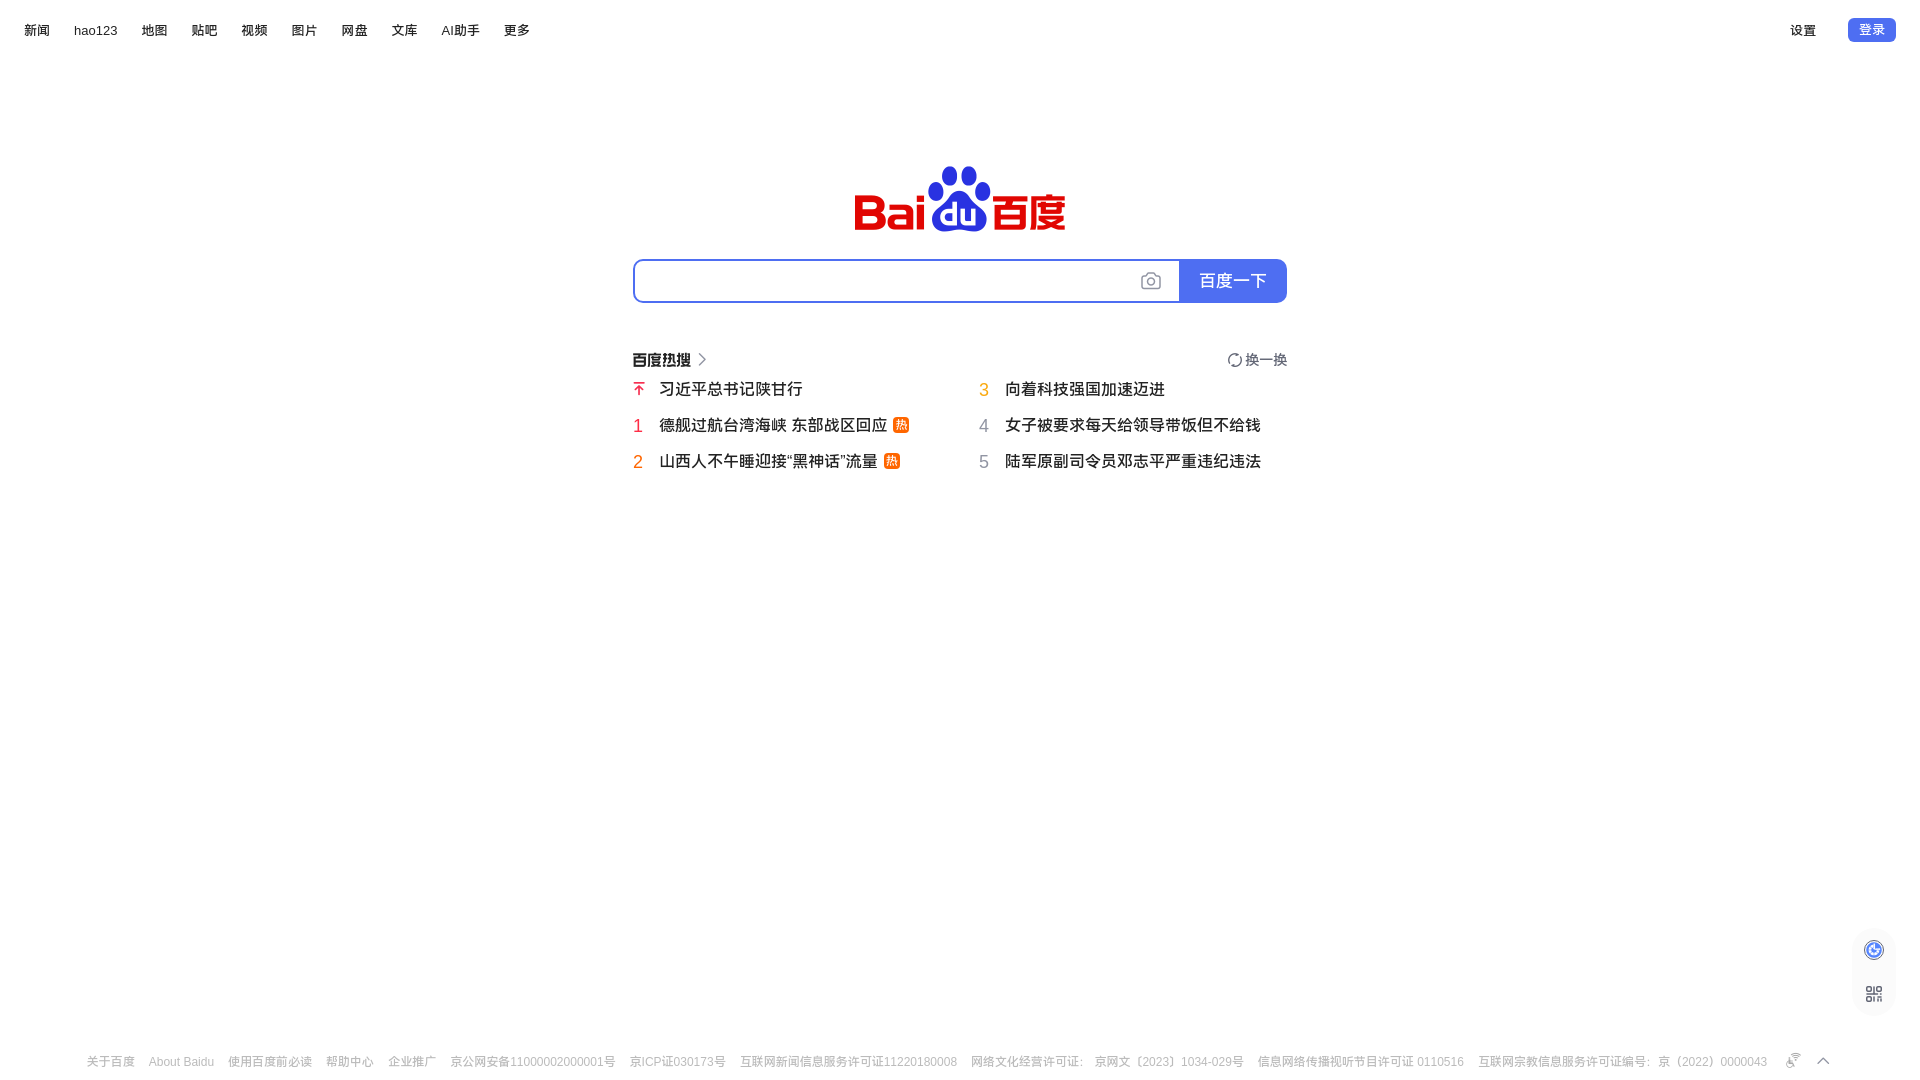 新闻 hao123 地图 贴吧 视频 图片 网盘 文库 AI助手 更多 设置 登录
Baidu百度
百度一下
百度热搜 换一换
习近平总书记陕甘行
3 向着科技强国加速迈进
1 德舰过航台湾海峡 东部战区回应 热
4 女子被要求每天给领导带饭但不给钱
2 山西人不午睡迎接“黑神话”流量 热
5 陆军原副司令员邓志平严重违纪违法
关于百度 About Baidu 使用百度前必读 帮助中心 企业推广 京公网安备11000002000001号 京ICP证030173号 互联网新闻信息服务许可证11220180008 网络文化经营许可证： 京网文〔2023〕1034-029号 信息网络传播视听节目许可证 0110516 互联网宗教信息服务许可证编号：京（2022）0000043